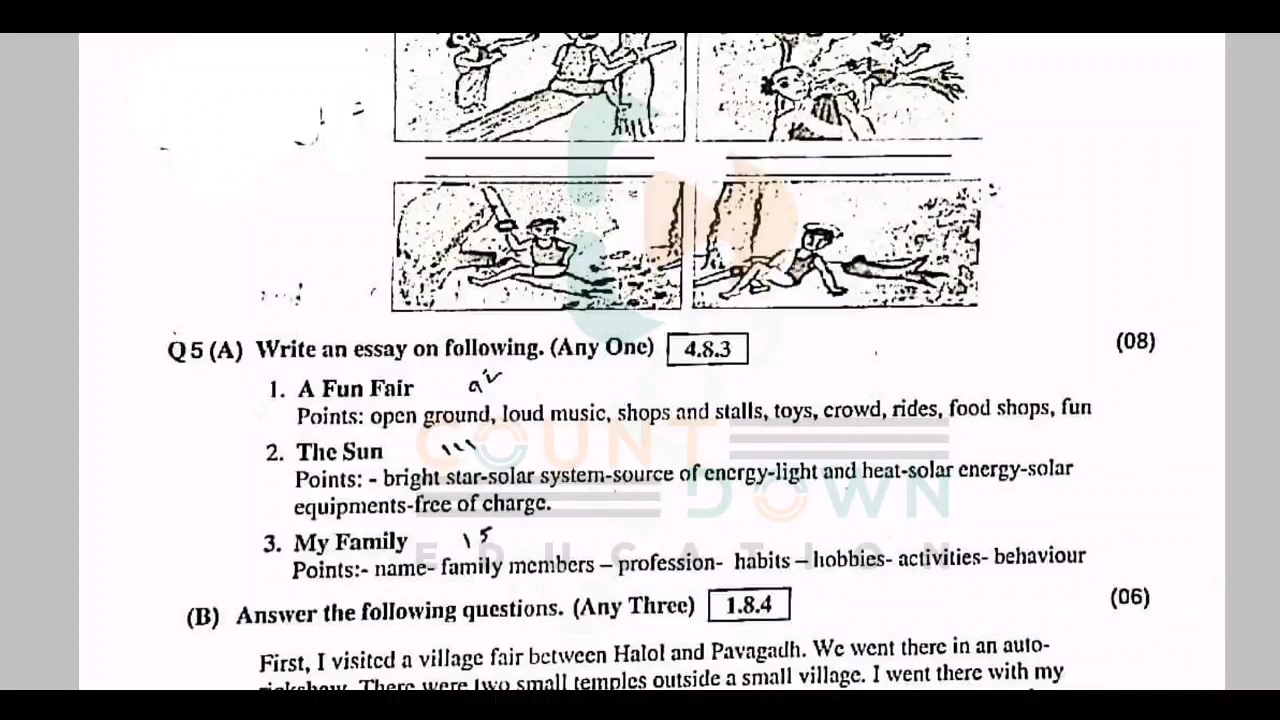 Q 5 (A) Write an essay on following. (Any One) 4.8.3 (08)
1. A Fun Fair
Points: open ground, loud music, shops and stalls, toys, crowd, rides, food shops, fun
2. The Sun
Points: - bright star-solar system-source of energy-light and heat-solar energy-solar
equipments-free of charge.
3. My Family 15
Points:- name- family members – profession- habits – hobbies- activities- behaviour
COUNT
DOWN
EDUCATION
(B) Answer the following questions. (Any Three) 1.8.4 (06)
First, I visited a village fair between Halol and Pavagadh. We went there in an auto-
rickshaw. There were two small temples outside a small village. I went there with my